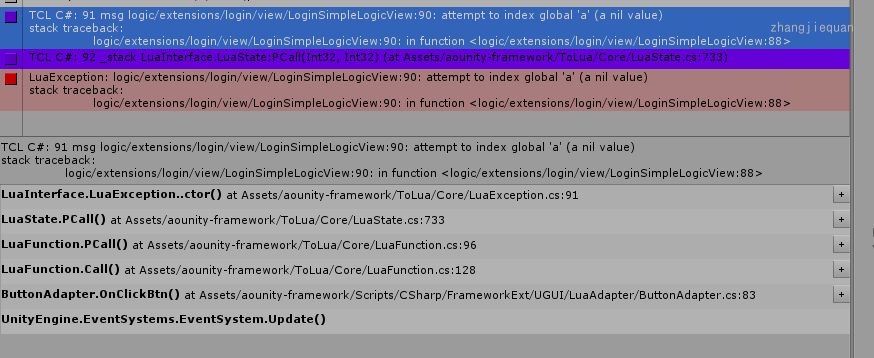 TCL C#: 91 msg logic/extensions/login/view/LoginSimpleLogicView:90: attempt to index global 'a' (a nil value)
stack traceback:
zhangjiequan
logic/extensions/login/view/LoginSimpleLogicView:90: in function <logic/extensions/login/view/LoginSimpleLogicView:88>
TCL C#: 92 _stack LuaInterface.LuaState:PCall(Int32, Int32) (at Assets/aounity-framework/ToLua/Core/LuaState.cs:733)
LuaException: logic/extensions/login/view/LoginSimpleLogicView:90: attempt to index global 'a' (a nil value)
stack traceback:
logic/extensions/login/view/LoginSimpleLogicView:90: in function <logic/extensions/login/view/LoginSimpleLogicView:88>
TCL C#: 91 msg logic/extensions/login/view/LoginSimpleLogicView:90: attempt to index global 'a' (a nil value)
stack traceback:
logic/extensions/login/view/LoginSimpleLogicView:90: in function <logic/extensions/login/view/LoginSimpleLogicView:88>
LuaInterface.LuaException..ctor() at Assets/aounity-framework/ToLua/Core/LuaException.cs:91 +
LuaState.PCall() at Assets/aounity-framework/ToLua/Core/LuaState.cs:733 +
LuaFunction.PCall() at Assets/aounity-framework/ToLua/Core/LuaFunction.cs:96 +
LuaFunction.Call() at Assets/aounity-framework/ToLua/Core/LuaFunction.cs:128 +
ButtonAdapter.OnClickBtn() at Assets/aounity-framework/Scripts/CSharp/FrameworkExt/UGUI/LuaAdapter/ButtonAdapter.cs:83 +
UnityEngine.EventSystems.EventSystem.Update()